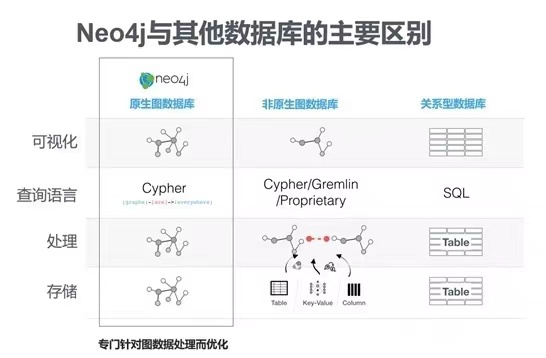 Neo4j与其他数据库的主要区别
neo4j
原生图数据库
非原生图数据库
关系型数据库
可视化
查询语言
Cypher
(graphs)-[are]->(everywhere)
Cypher/Gremlin
/Proprietary
SQL
处理
Table
存储
Table
Key-Value
Column
Table
专门针对图数据处理而优化